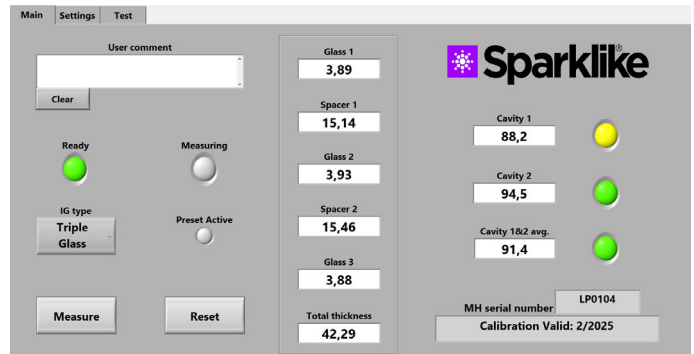 Main Settings Test
User comment
Clear
Ready
Measuring
IG type
Triple
Glass
Preset Active
Measure
Reset
Glass 1
3,89
Spacer 1
15,14
Glass 2
3,93
Spacer 2
15,46
Glass 3
3,88
Total thickness
42,29
Sparklike®
Cavity 1
88,2
Cavity 2
94,5
Cavity 1&2 avg.
91,4
MH serial number LP0104
Calibration Valid: 2/2025